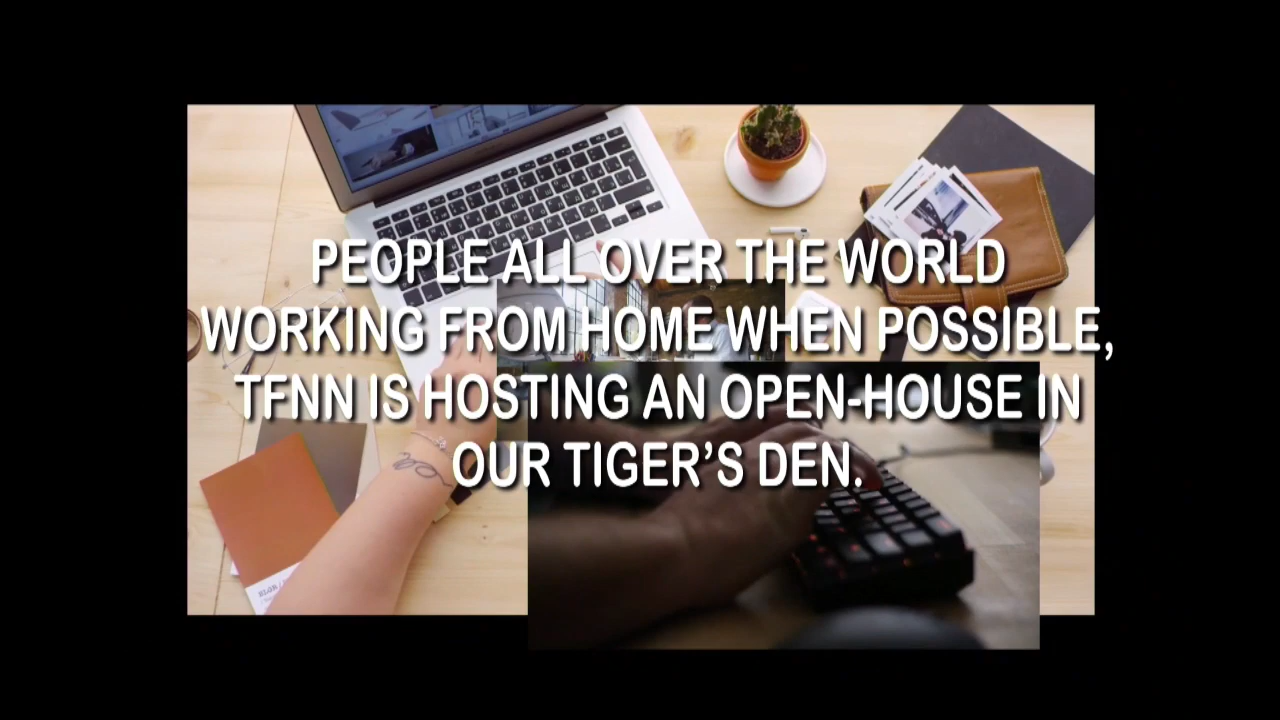 PEOPLE ALL OVER THE WORLD
WORKING FROM HOME WHEN POSSIBLE,
TFNN IS HOSTING AN OPEN-HOUSE IN
OUR TIGER’S DEN.